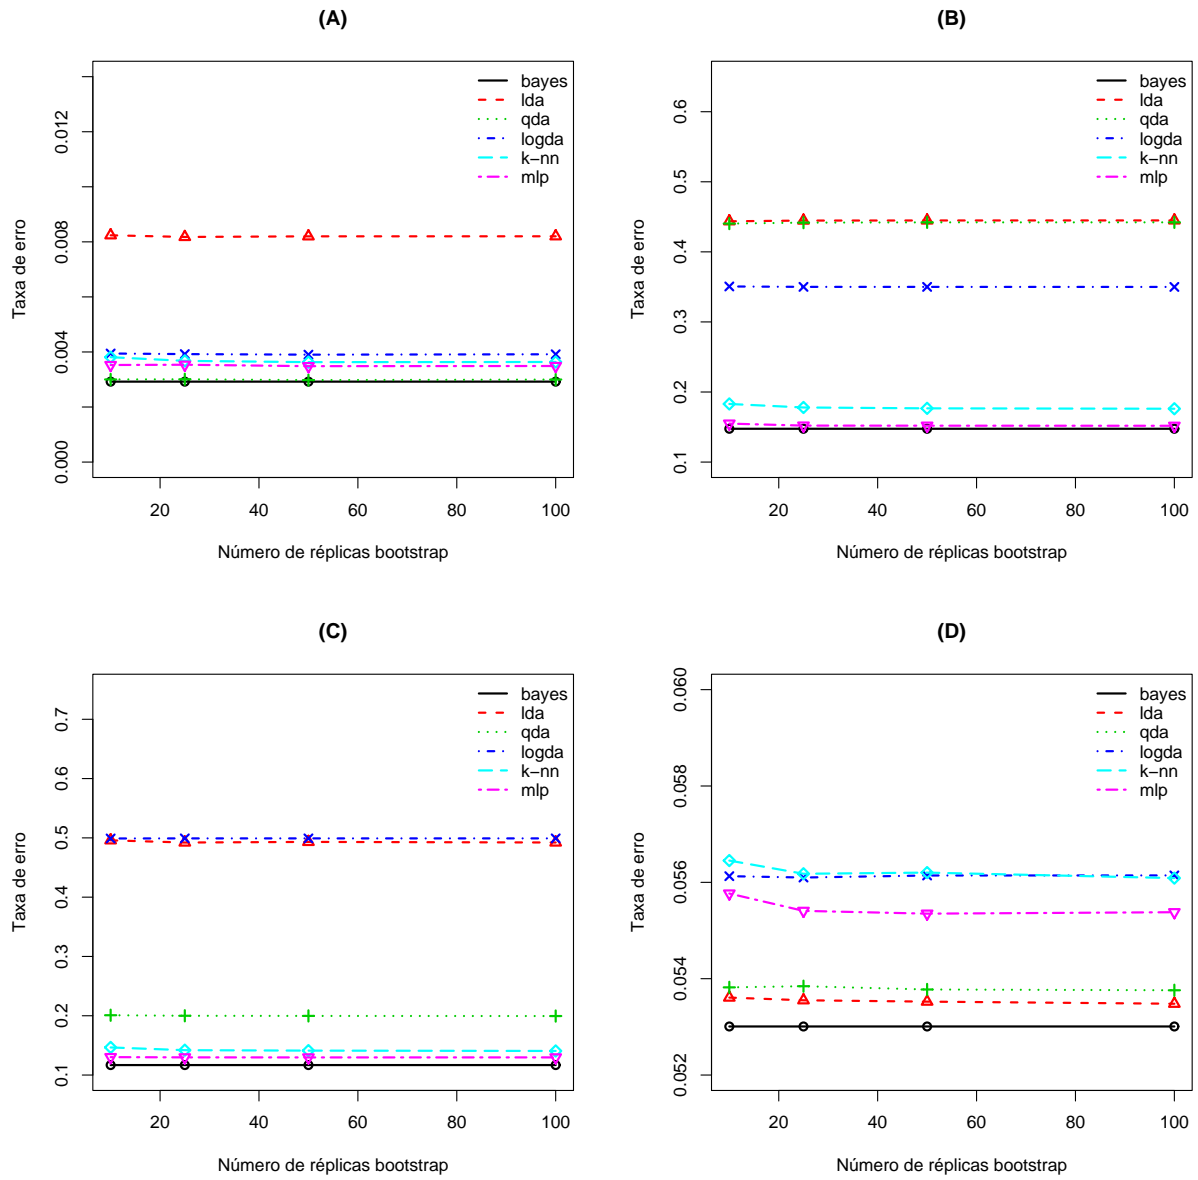 (A)
Taxa de erro
0.000
0.004
0.008
0.012
bayes
lda
qda
logda
k−nn
mlp
20
40
60
80
100
Número de réplicas bootstrap
(B)
Taxa de erro
0.1
0.2
0.3
0.4
0.5
0.6
bayes
lda
qda
logda
k−nn
mlp
20
40
60
80
100
Número de réplicas bootstrap
(C)
Taxa de erro
0.1
0.2
0.3
0.4
0.5
0.6
0.7
bayes
lda
qda
logda
k−nn
mlp
20
40
60
80
100
Número de réplicas bootstrap
(D)
Taxa de erro
0.052
0.054
0.056
0.058
0.060
bayes
lda
qda
logda
k−nn
mlp
20
40
60
80
100
Número de réplicas bootstrap